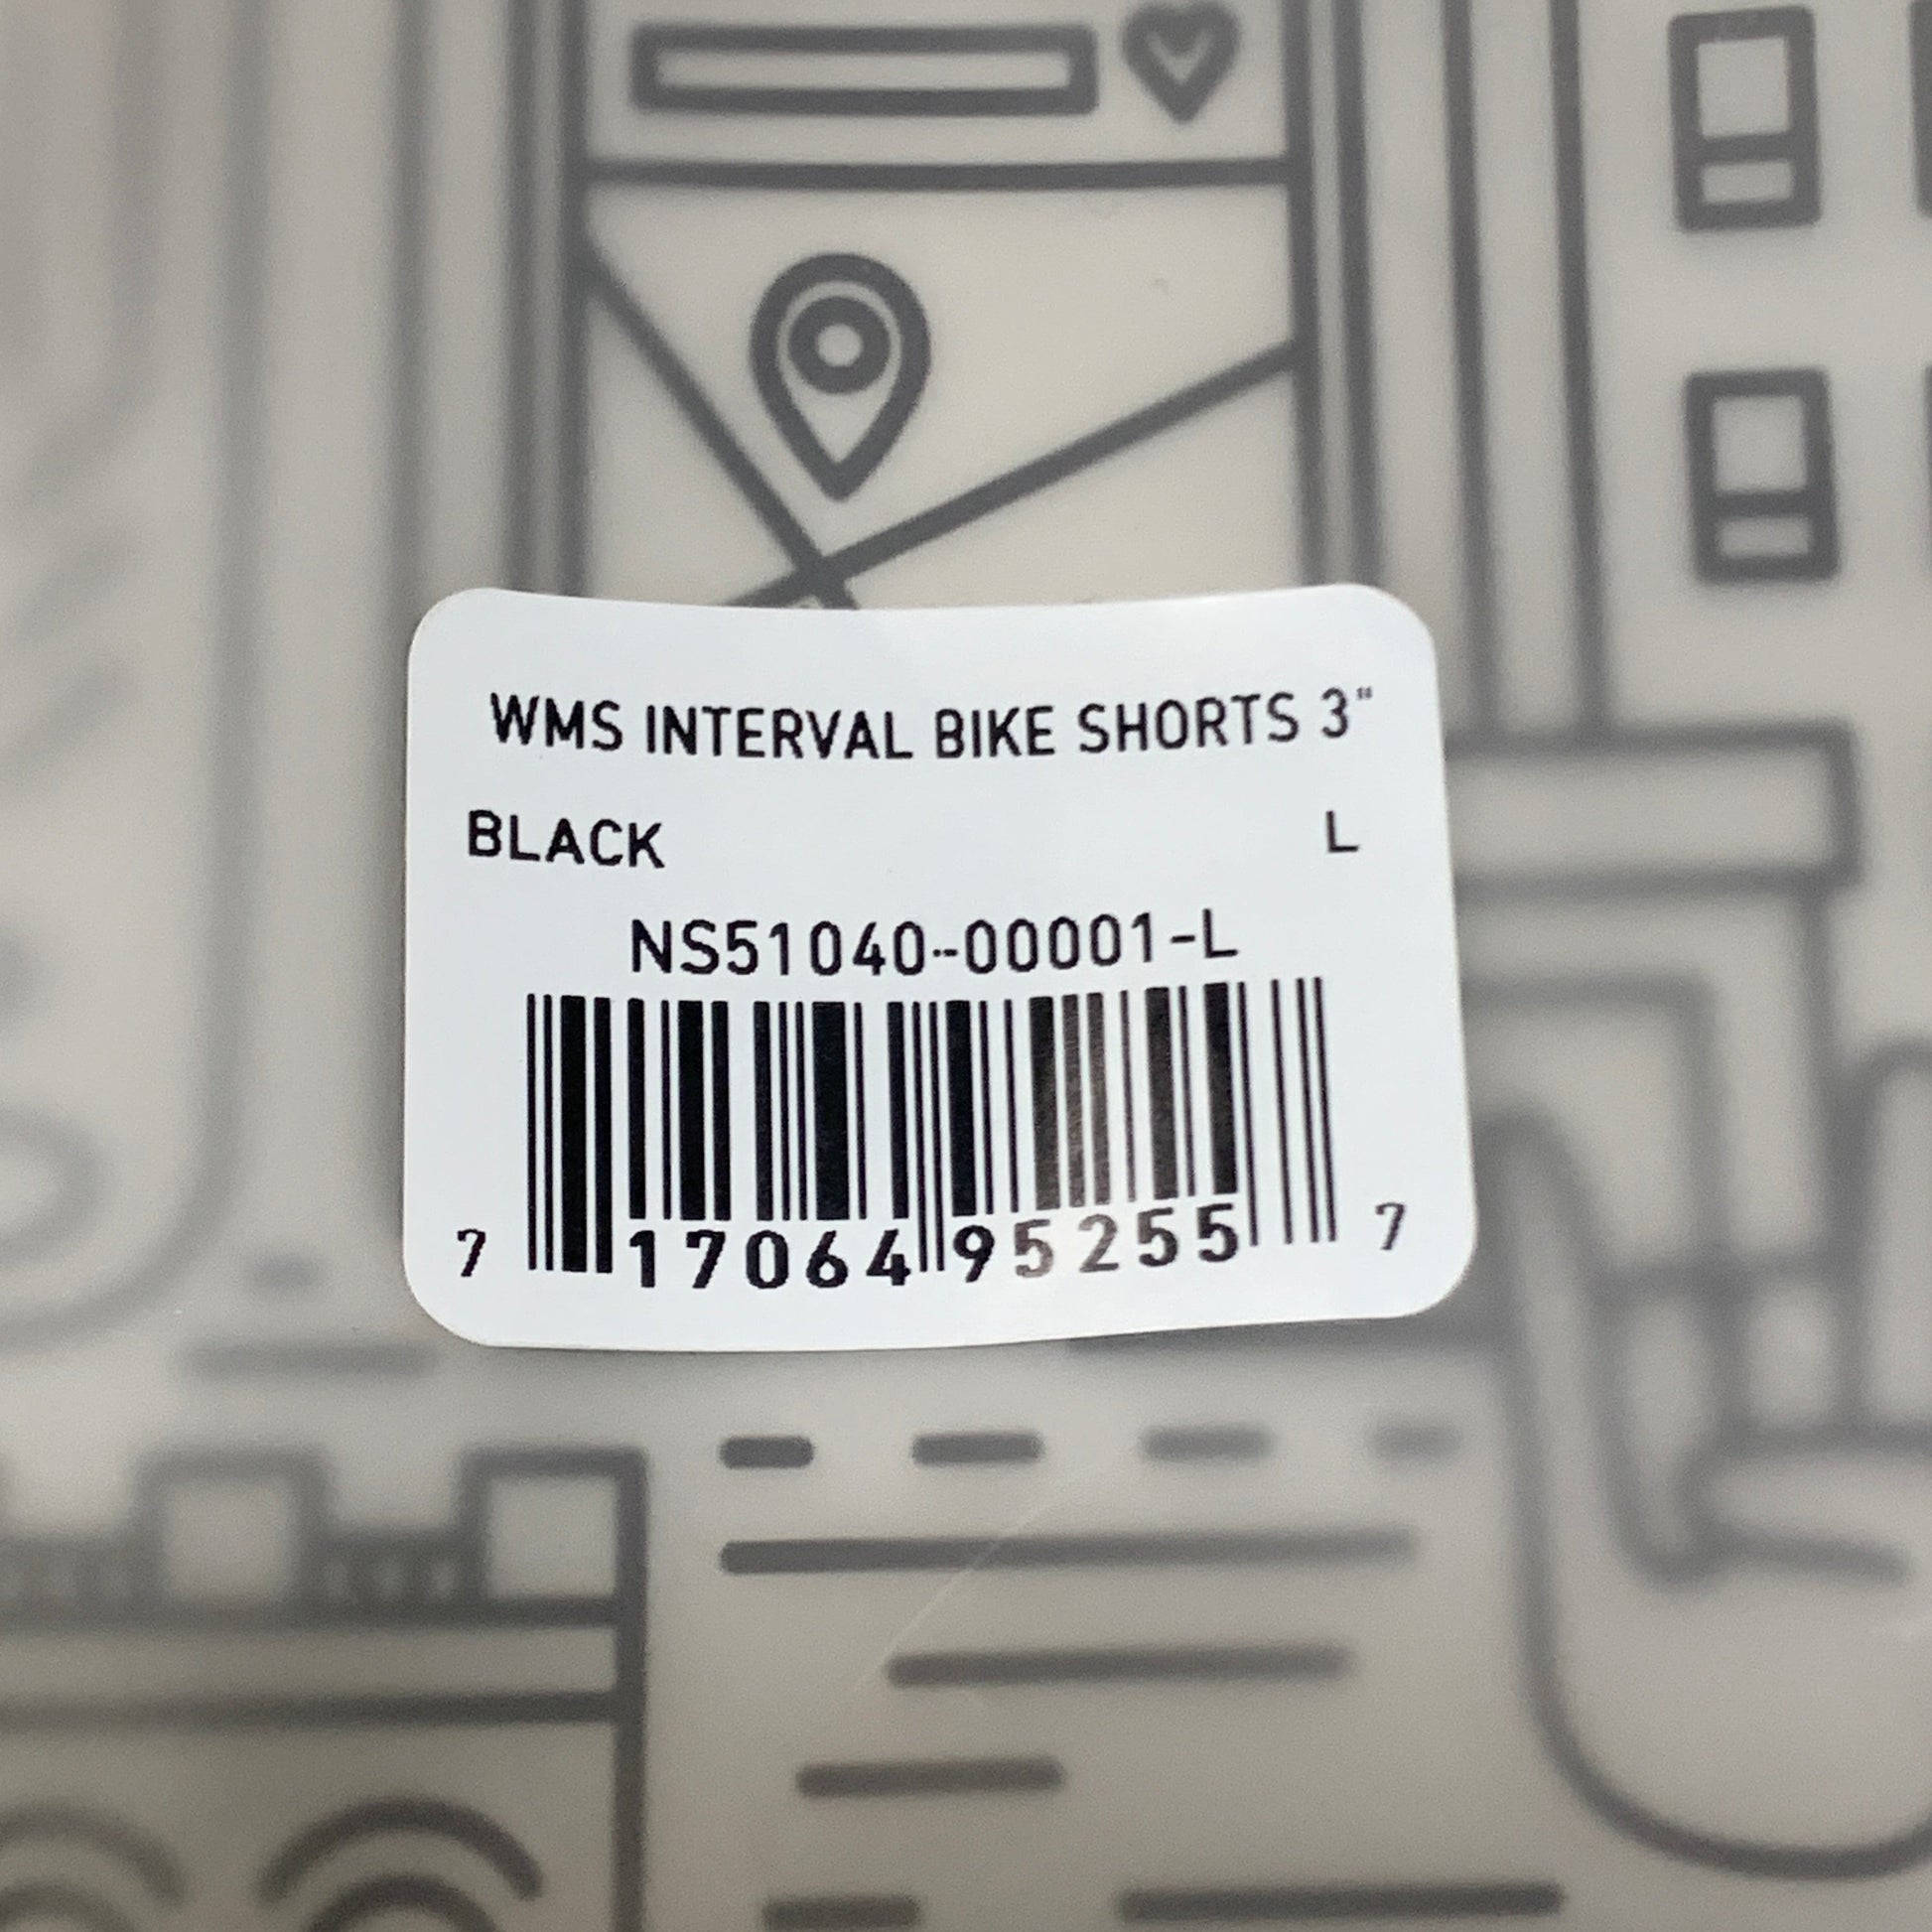 WMS INTERVAL BIKE SHORTS 3"
BLACK L
NS51040-00001-L
7 17064 95255 7